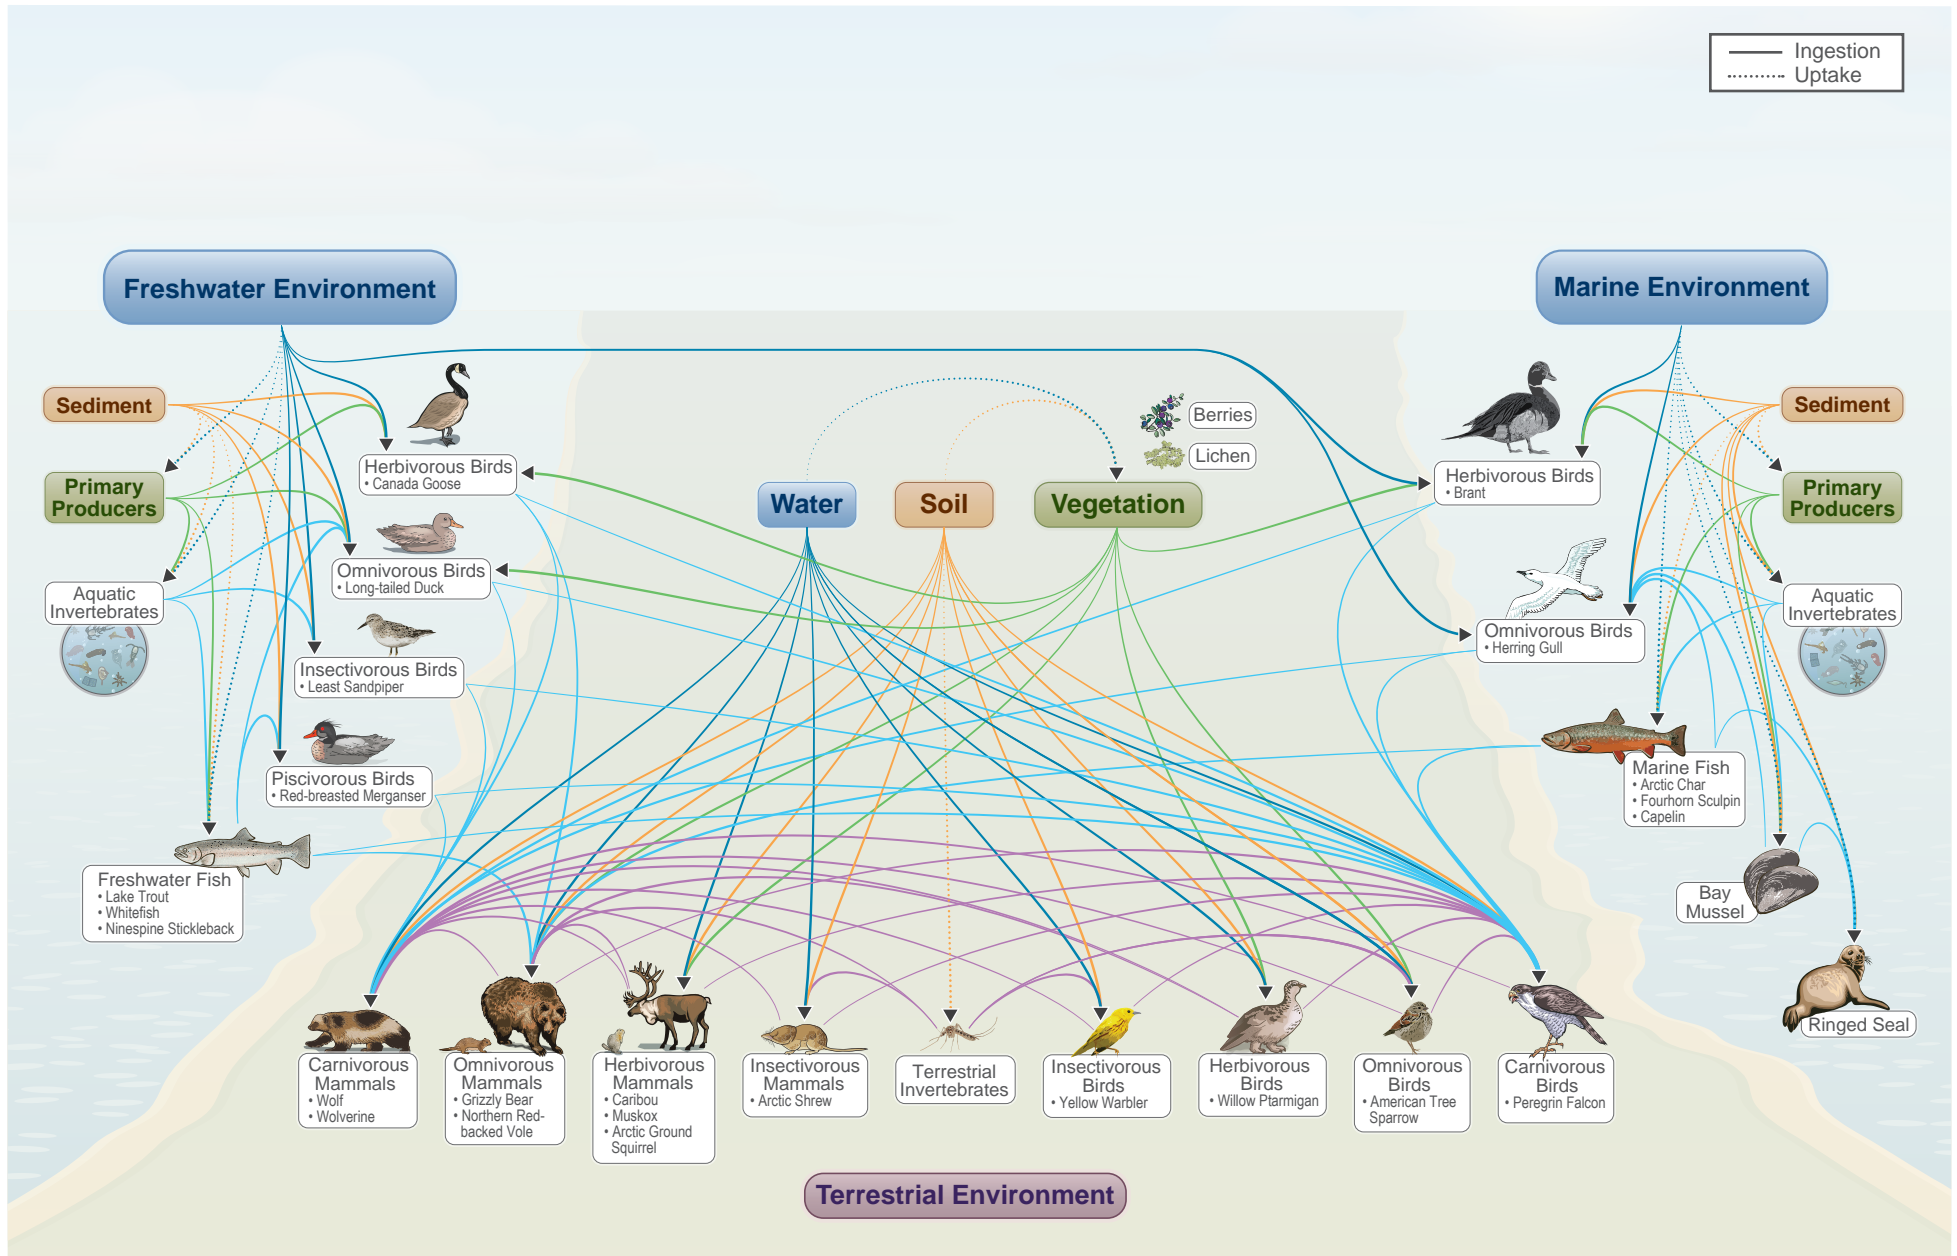 Ingestion
Uptake
Freshwater Environment
Marine Environment
Sediment
Primary
Producers
Aquatic
Invertebrates
Herbivorous Birds
• Canada Goose
Omnivorous Birds
• Long-tailed Duck
Insectivorous Birds
• Least Sandpiper
Piscivorous Birds
• Red-breasted Merganser
Freshwater Fish
• Lake Trout
• Whitefish
• Ninespine Stickleback
Water
Soil
Vegetation
Berries
Lichen
Herbivorous Birds
• Brant
Omnivorous Birds
• Herring Gull
Sediment
Primary
Producers
Aquatic
Invertebrates
Marine Fish
• Arctic Char
• Fourhorn Sculpin
• Capelin
Bay
Mussel
Ringed Seal
Carnivorous
Mammals
• Wolf
• Wolverine
Omnivorous
Mammals
• Grizzly Bear
• Northern Red-
backed Vole
Herbivorous
Mammals
• Caribou
• Muskox
• Arctic Ground
Squirrel
Insectivorous
Mammals
• Arctic Shrew
Terrestrial
Invertebrates
Insectivorous
Birds
• Yellow Warbler
Herbivorous
Birds
• Willow Ptarmigan
Omnivorous
Birds
• American Tree
Sparrow
Carnivorous
Birds
• Peregrin Falcon
Terrestrial Environment